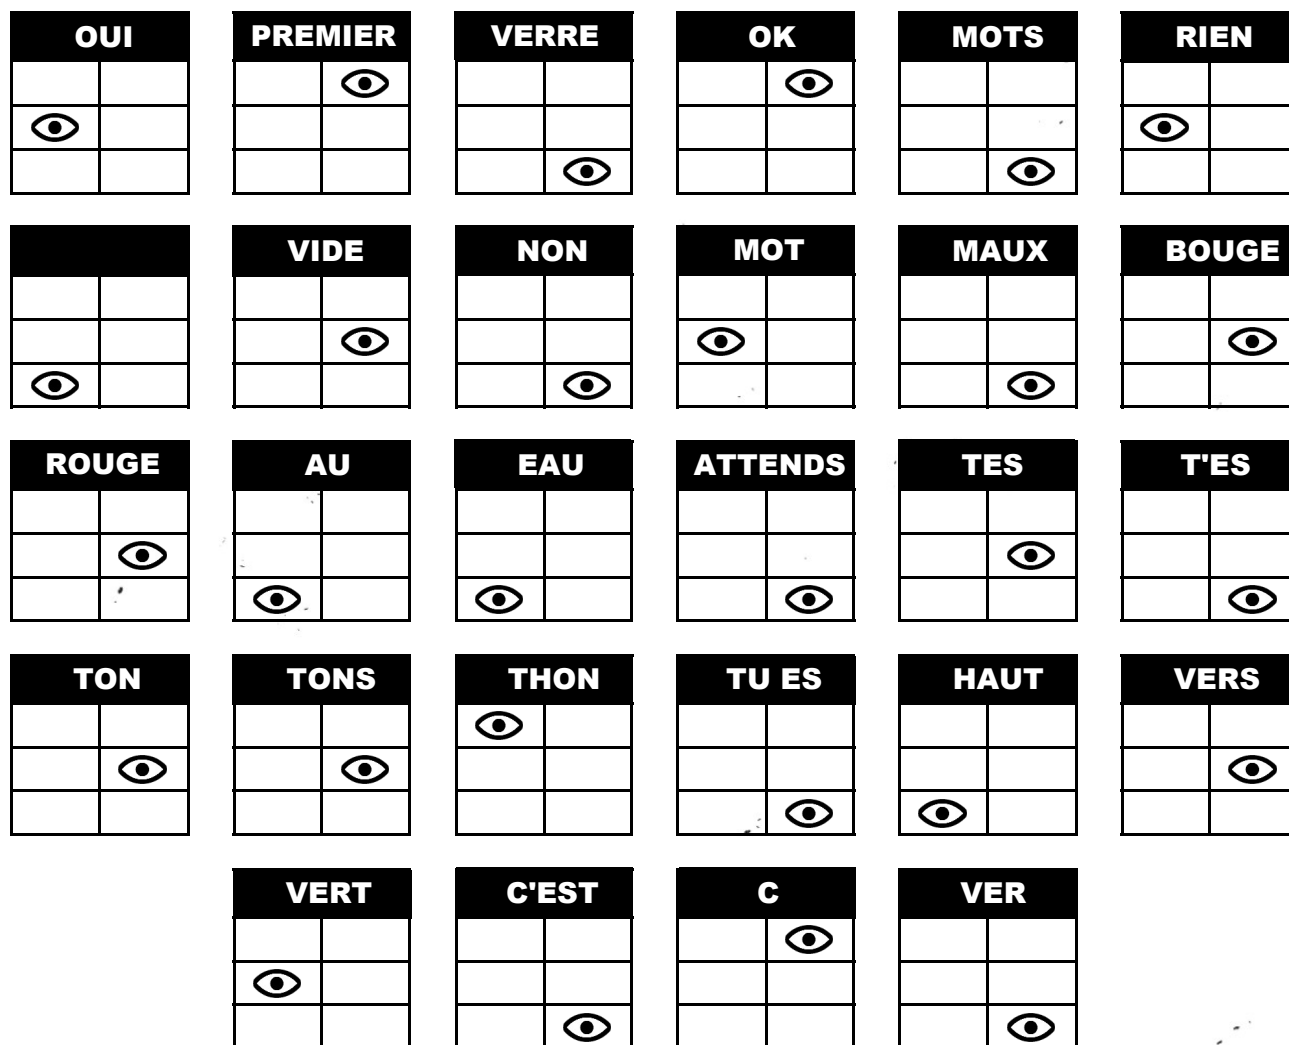 OUI PREMIER VERRE OK MOTS RIEN
VIDE NON MOT MAUX BOUGE
ROUGE AU EAU ATTENDS TES T'ES
TON TONS THON TU ES HAUT VERS
VERT C'EST C VER